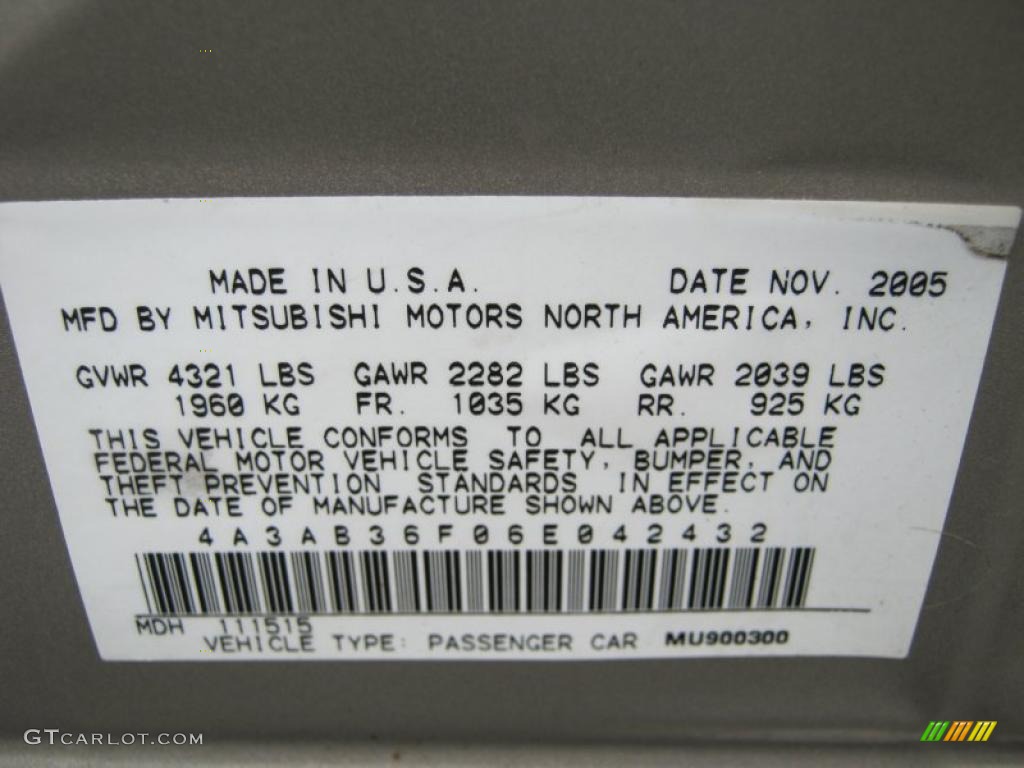 MADE IN U.S.A. DATE NOV. 2005
MFD BY MITSUBISHI MOTORS NORTH AMERICA, INC.
GVWR 4321 LBS GAWR 2282 LBS GAWR 2039 LBS
1960 KG FR. 1035 KG RR. 925 KG
THIS VEHICLE CONFORMS TO ALL APPLICABLE
FEDERAL MOTOR VEHICLE SAFETY, BUMPER, AND
THEFT PREVENTION STANDARDS IN EFFECT ON
THE DATE OF MANUFACTURE SHOWN ABOVE.
4A3AB36F06E042432
MDH 111515
VEHICLE TYPE: PASSENGER CAR MU900300
GTCARLOT.COM